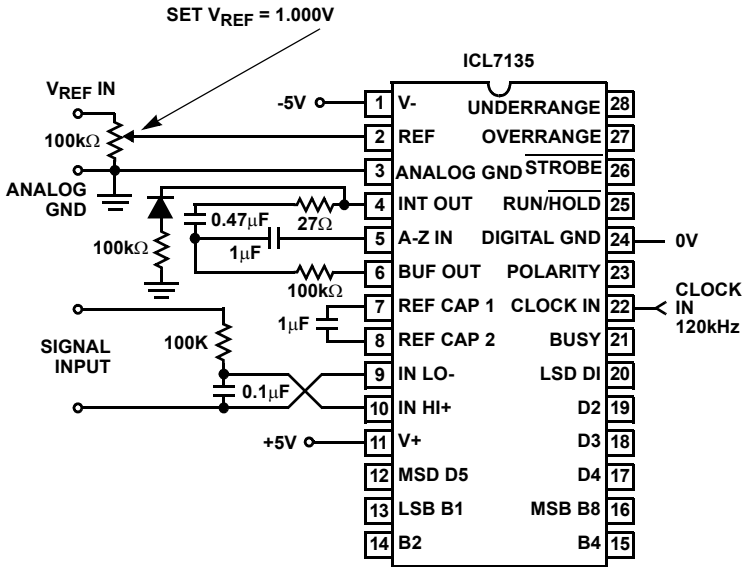 SET VREF = 1.000V
ICL7135
VREF IN
100kΩ
ANALOG
GND
-5V
1 V-
UNDERRANGE 28
2 REF
OVERRANGE 27
3 ANALOG GND
STROBE 26
4 INT OUT
RUN/HOLD 25
0.47µF
27Ω
5 A-Z IN
DIGITAL GND 24
0V
100kΩ
1µF
6 BUF OUT
POLARITY 23
100kΩ
7 REF CAP 1
CLOCK IN 22
CLOCK
IN
120kHz
1µF
8 REF CAP 2
BUSY 21
SIGNAL
INPUT
100K
9 IN LO-
LSD DI 20
0.1µF
10 IN HI+
D2 19
+5V
11 V+
D3 18
12 MSD D5
D4 17
13 LSB B1
MSB B8 16
14 B2
B4 15